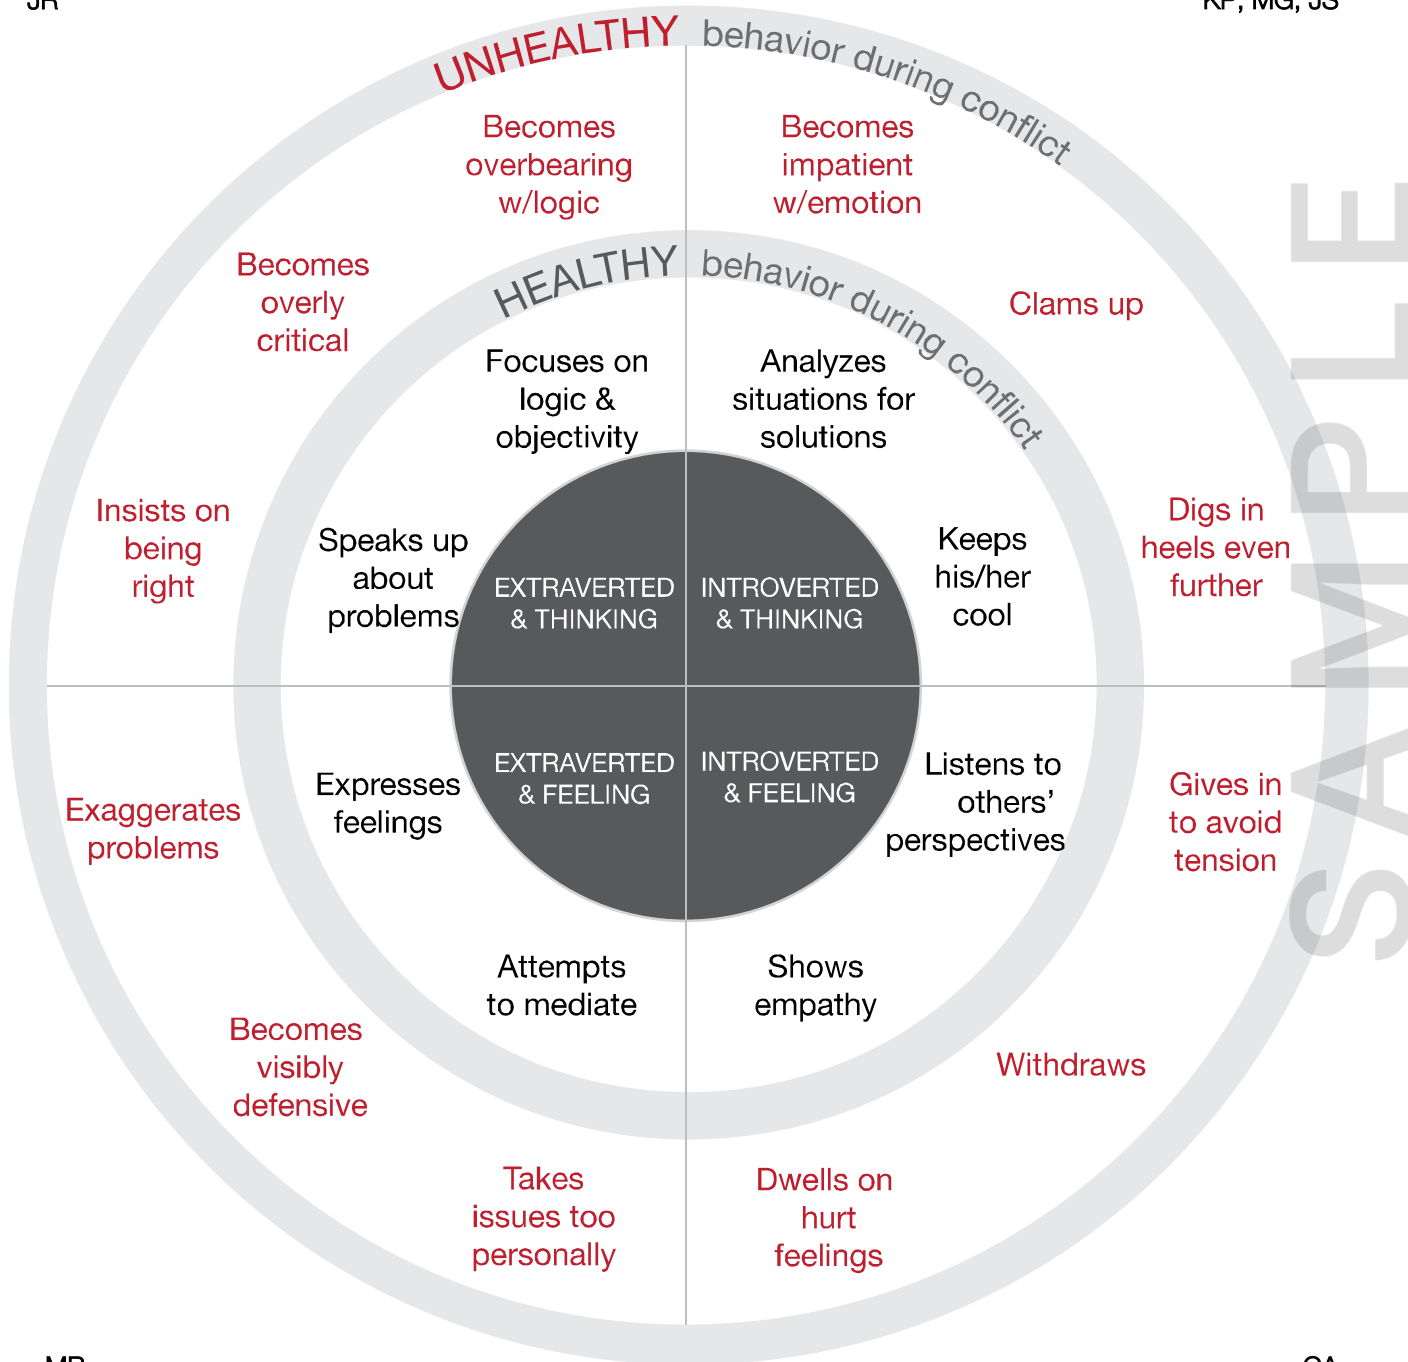 JR
KP, MG, JS
UNHEALTHY behavior during conflict
Becomes
overbearing
w/logic
Becomes
impatient
w/emotion
Becomes
overly
critical
Clams up
HEALTHY behavior during conflict
Focuses on
logic &
objectivity
Analyzes
situations for
solutions
Insists on
being
right
Speaks up
about
problems
EXTRAVERTED
& THINKING
INTROVERTED
& THINKING
Keeps
his/her
cool
Digs in
heels even
further
Exaggerates
problems
Expresses
feelings
EXTRAVERTED
& FEELING
INTROVERTED
& FEELING
Listens to
others’
perspectives
Gives in
to avoid
tension
Attempts
to mediate
Shows
empathy
Becomes
visibly
defensive
Withdraws
Takes
issues too
personally
Dwells on
hurt
feelings
SAMPLE